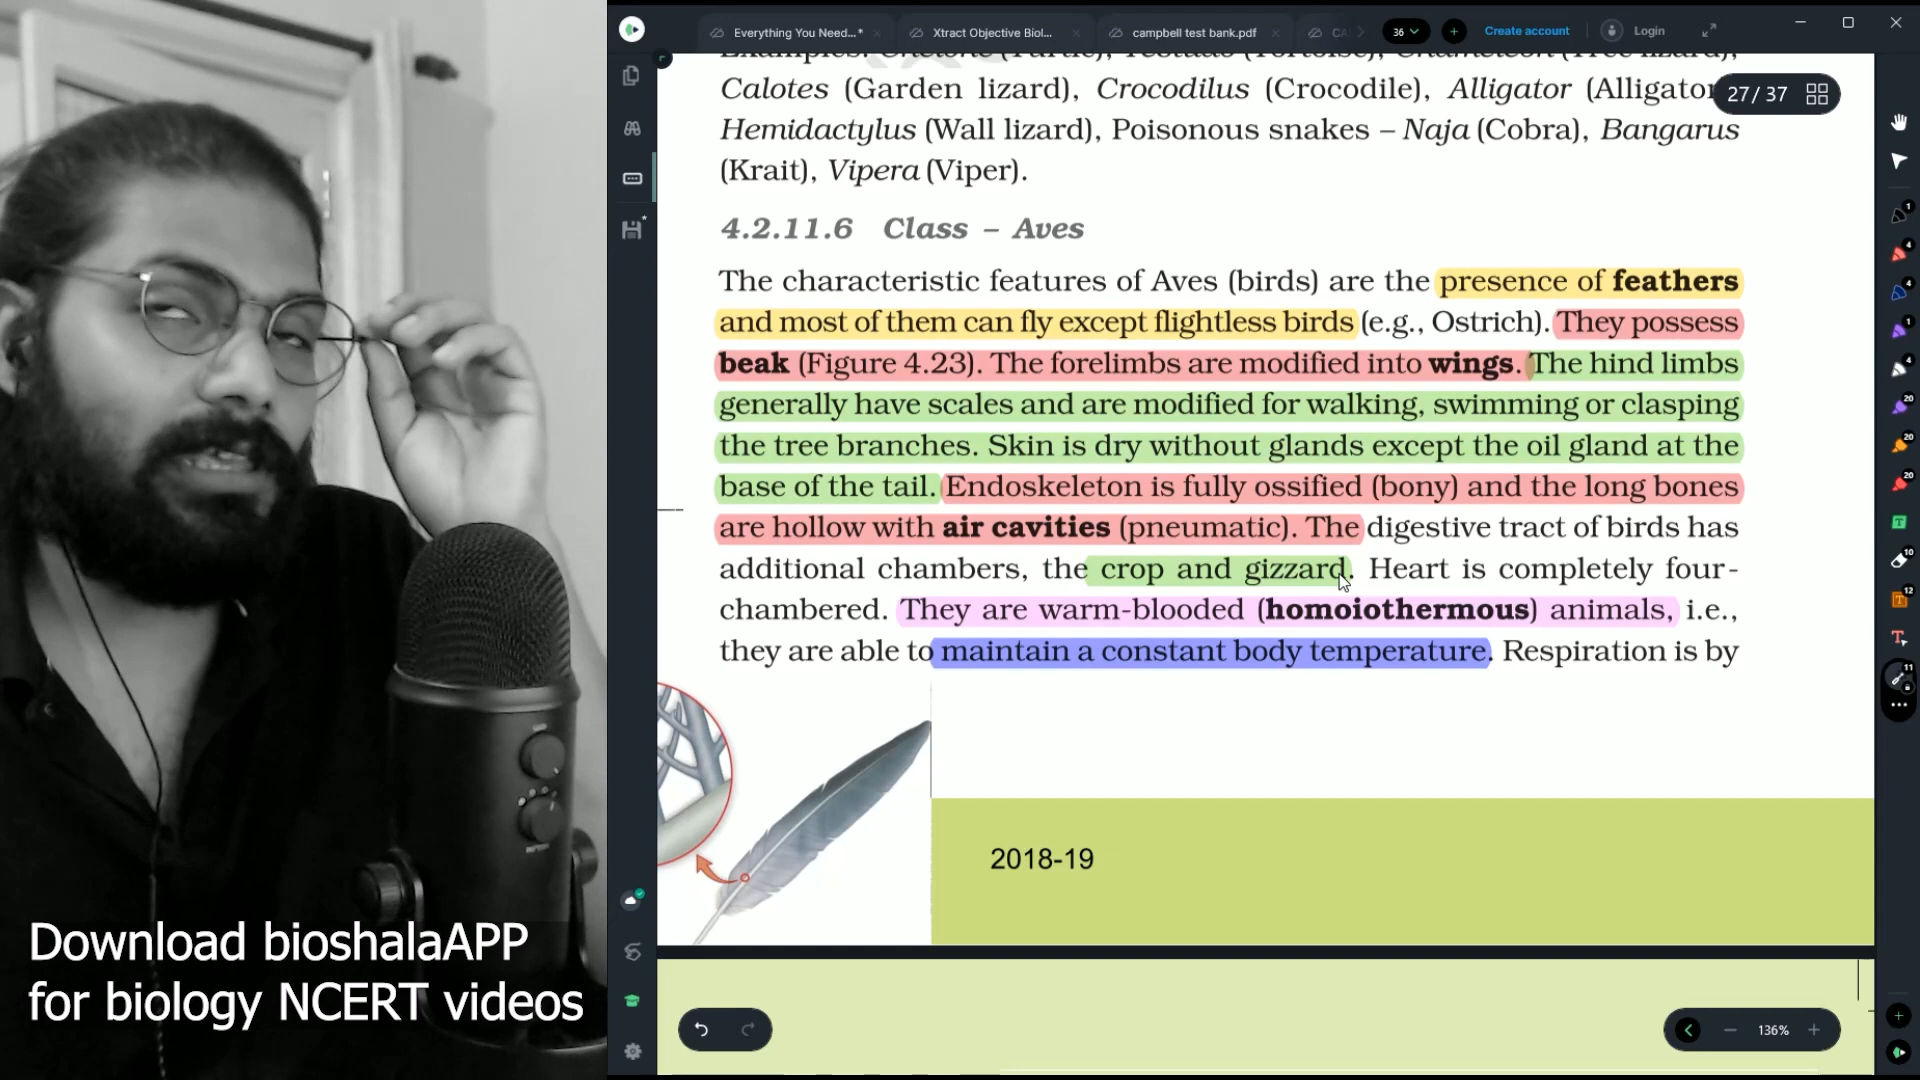 Everything You Need...*
Xtract Objective Biol...
campbell test bank.pdf
36
Create account
Login
27/ 37
Calotes (Garden lizard), Crocodilus (Crocodile), Alligator (Alligator
Hemidactylus (Wall lizard), Poisonous snakes – Naja (Cobra), Bangarus
(Krait), Vipera (Viper).
4.2.11.6 Class – Aves
The characteristic features of Aves (birds) are the presence of feathers
and most of them can fly except flightless birds (e.g., Ostrich). They possess
beak (Figure 4.23). The forelimbs are modified into wings. The hind limbs
generally have scales and are modified for walking, swimming or clasping
the tree branches. Skin is dry without glands except the oil gland at the
base of the tail. Endoskeleton is fully ossified (bony) and the long bones
are hollow with air cavities (pneumatic). The digestive tract of birds has
additional chambers, the crop and gizzard. Heart is completely four-
chambered. They are warm-blooded (homoiothermous) animals, i.e.,
they are able to maintain a constant body temperature. Respiration is by
2018-19
136%
Download bioshalaAPP
for biology NCERT videos